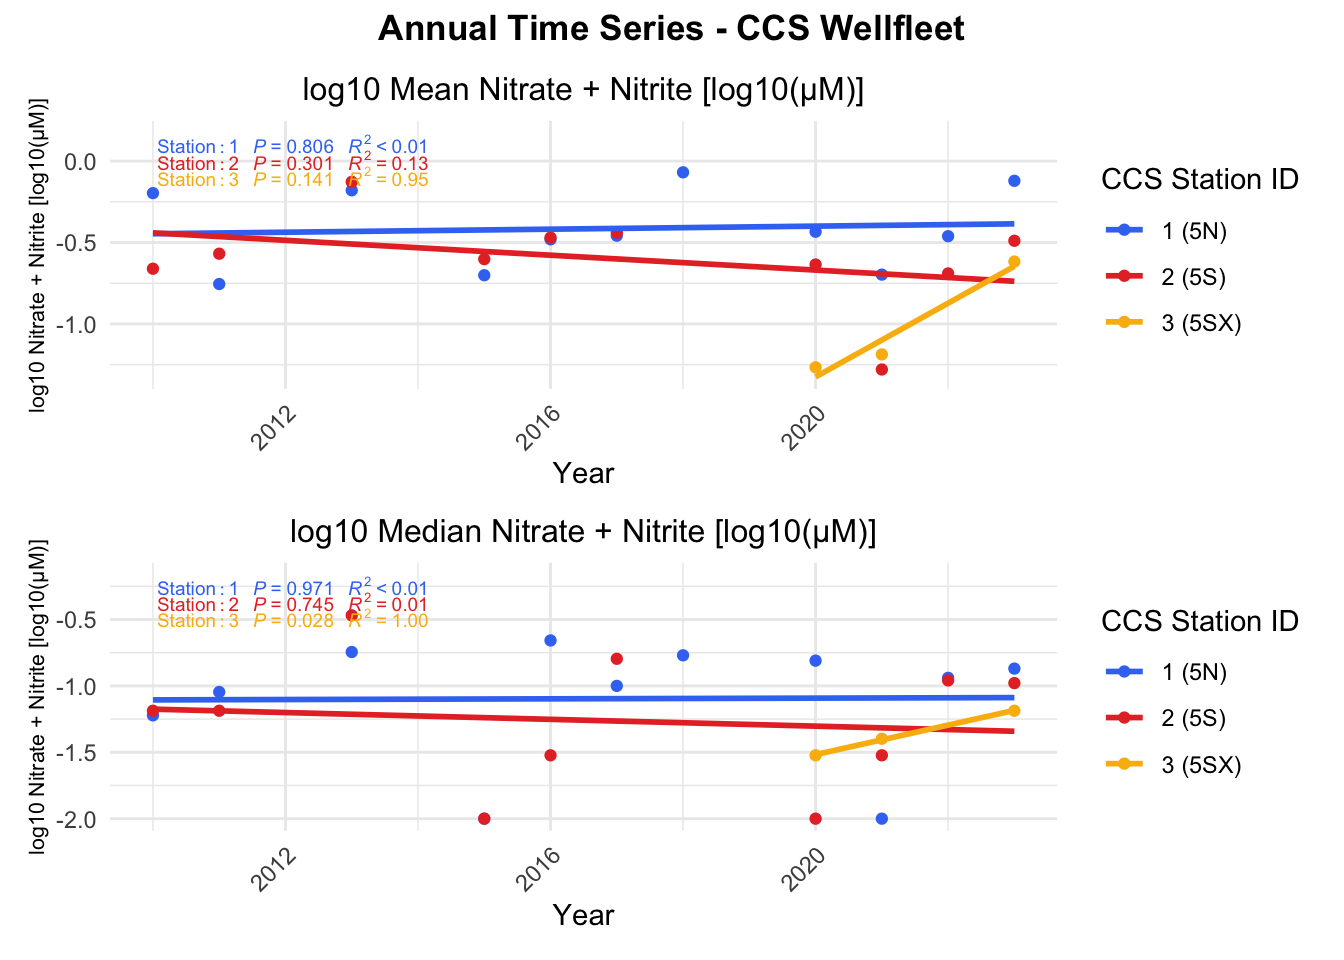 Annual Time Series - CCS Wellfleet
log10 Mean Nitrate + Nitrite [log10(µM)]
log10 Nitrate + Nitrite [log10(µM)]
Station: 1 P = 0.806 R² < 0.01
Station: 2 P = 0.301 R² = 0.13
Station: 3 P = 0.141 R² = 0.95
0.0
-0.5
-1.0
2012
2016
2020
Year
CCS Station ID
1 (5N)
2 (5S)
3 (5SX)
log10 Median Nitrate + Nitrite [log10(µM)]
log10 Nitrate + Nitrite [log10(µM)]
Station: 1 P = 0.971 R² < 0.01
Station: 2 P = 0.745 R² = 0.01
Station: 3 P = 0.028 R² = 1.00
-0.5
-1.0
-1.5
-2.0
2012
2016
2020
Year
CCS Station ID
1 (5N)
2 (5S)
3 (5SX)